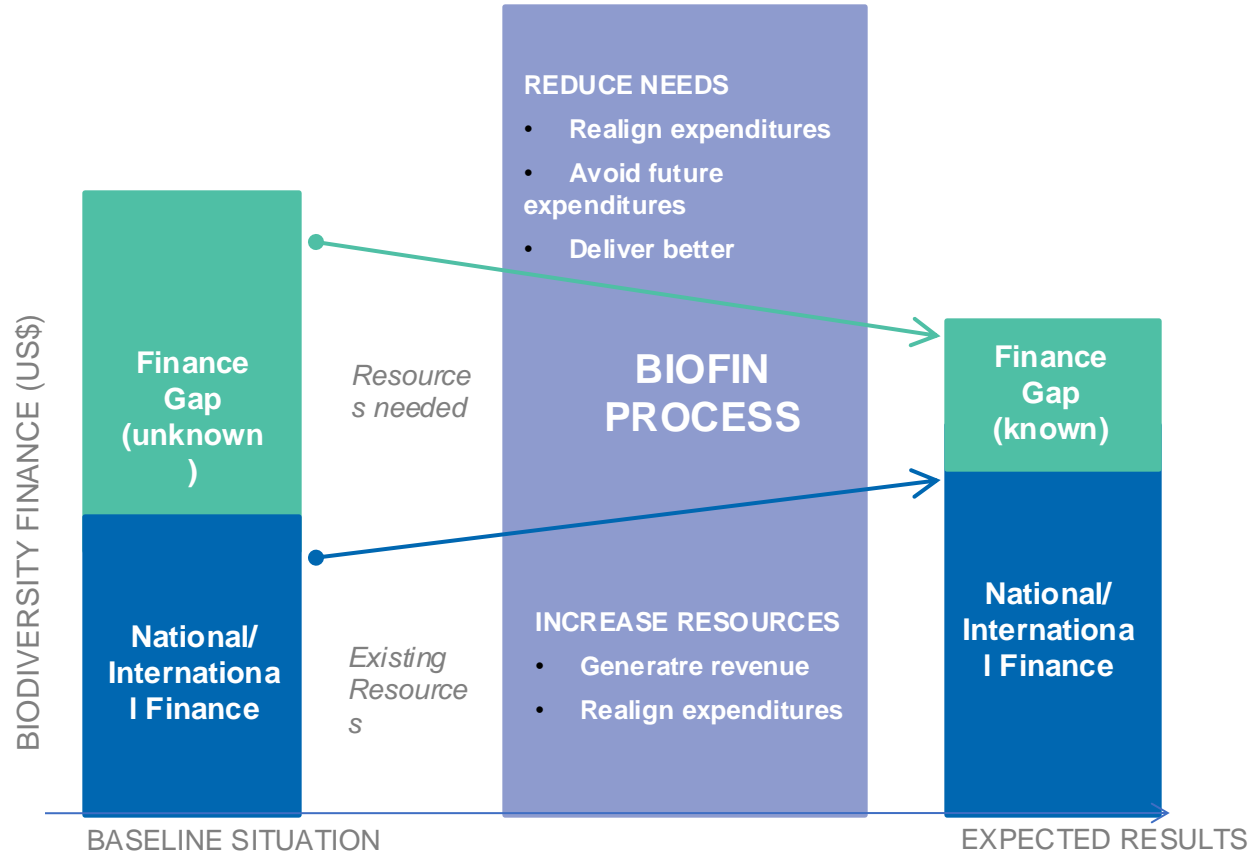 BIODIVERSITY FINANCE (US$)
Finance
Gap
(unknown
)
National/
Internationa
l Finance
Resource
s needed
Existing
Resource
s
REDUCE NEEDS
• Realign expenditures
• Avoid future
expenditures
• Deliver better
BIOFIN
PROCESS
INCREASE RESOURCES
• Generatre revenue
• Realign expenditures
Finance
Gap
(known)
National/
Internationa
l Finance
BASELINE SITUATION
EXPECTED RESULTS